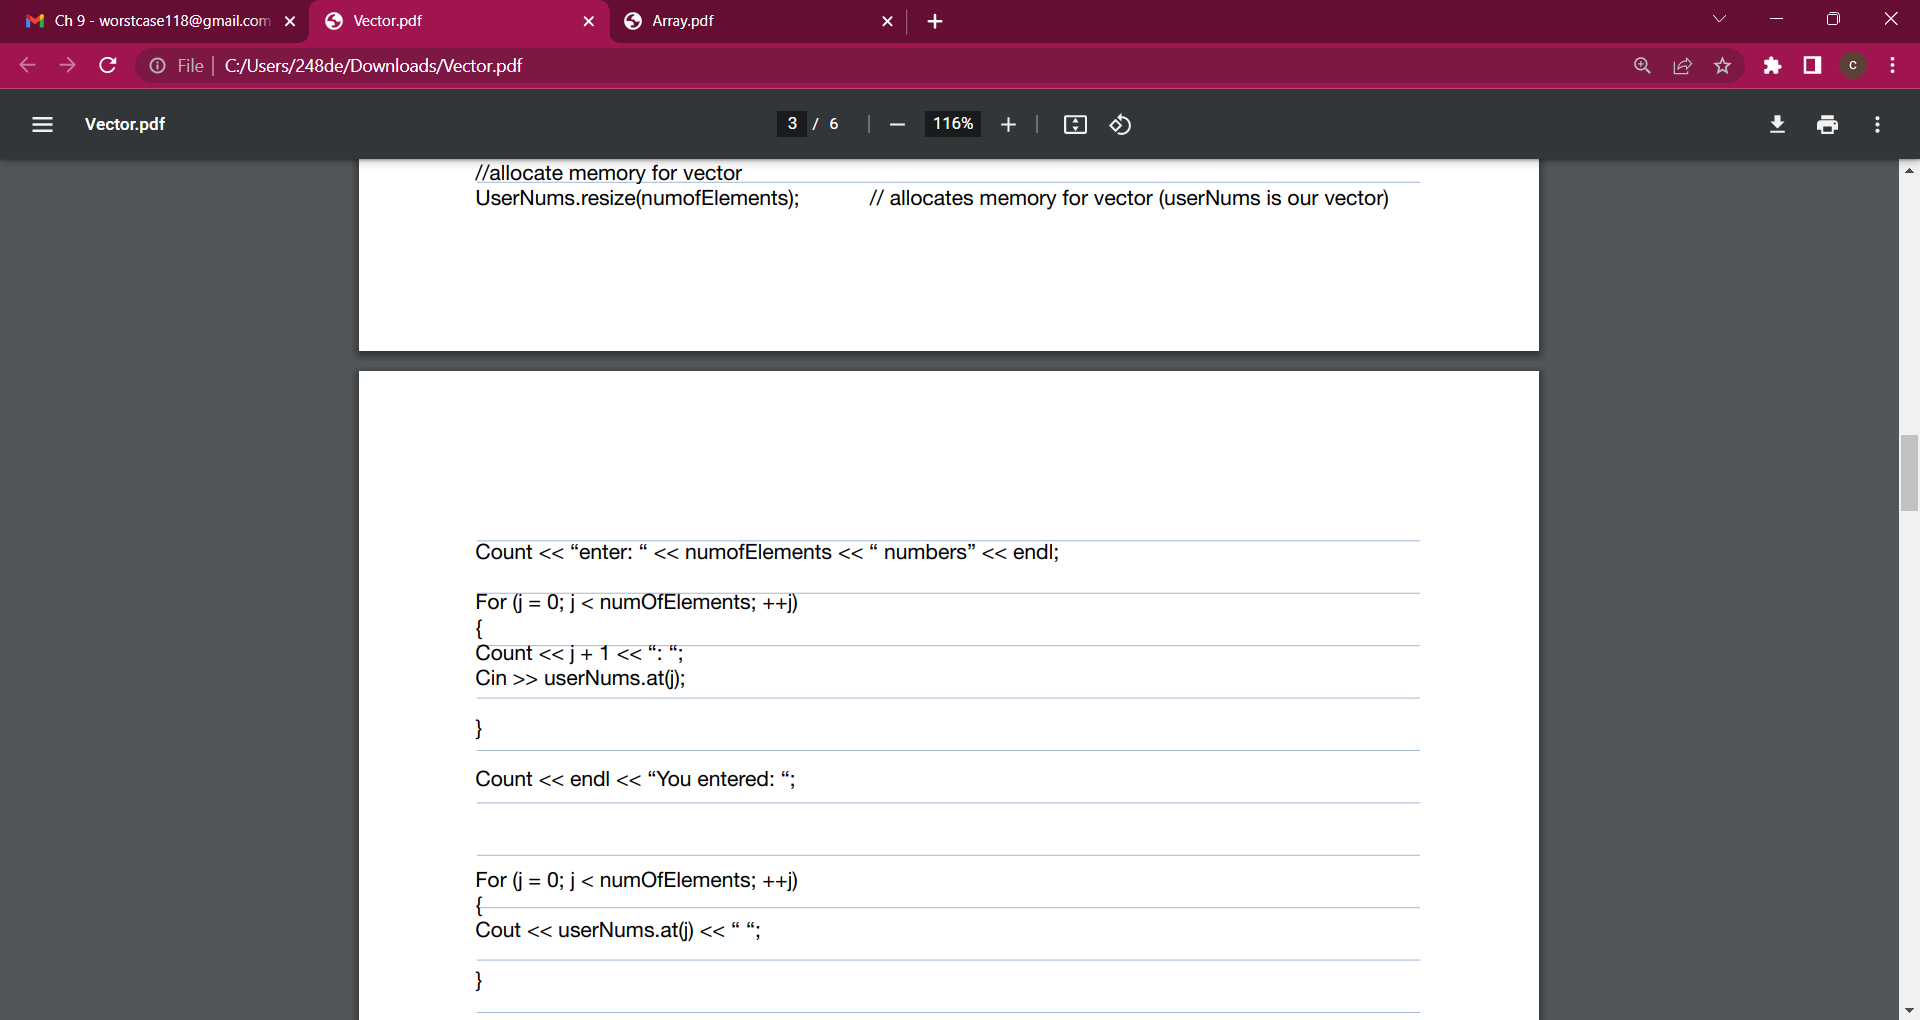 Ch 9 - worstcase118@gmail.com
Vector.pdf
Array.pdf
File
C:/Users/248de/Downloads/Vector.pdf
C
Vector.pdf
3 / 6
116%
//allocate memory for vector
UserNums.resize(numofElements); // allocates memory for vector (userNums is our vector)
Count << “enter: “ << numofElements << “ numbers” << endl;
For (j = 0; j < numOfElements; ++j)
{
Count << j + 1 << “: “;
Cin >> userNums.at(j);
}
Count << endl << “You entered: “;
For (j = 0; j < numOfElements; ++j)
{
Cout << userNums.at(j) << “ “;
}